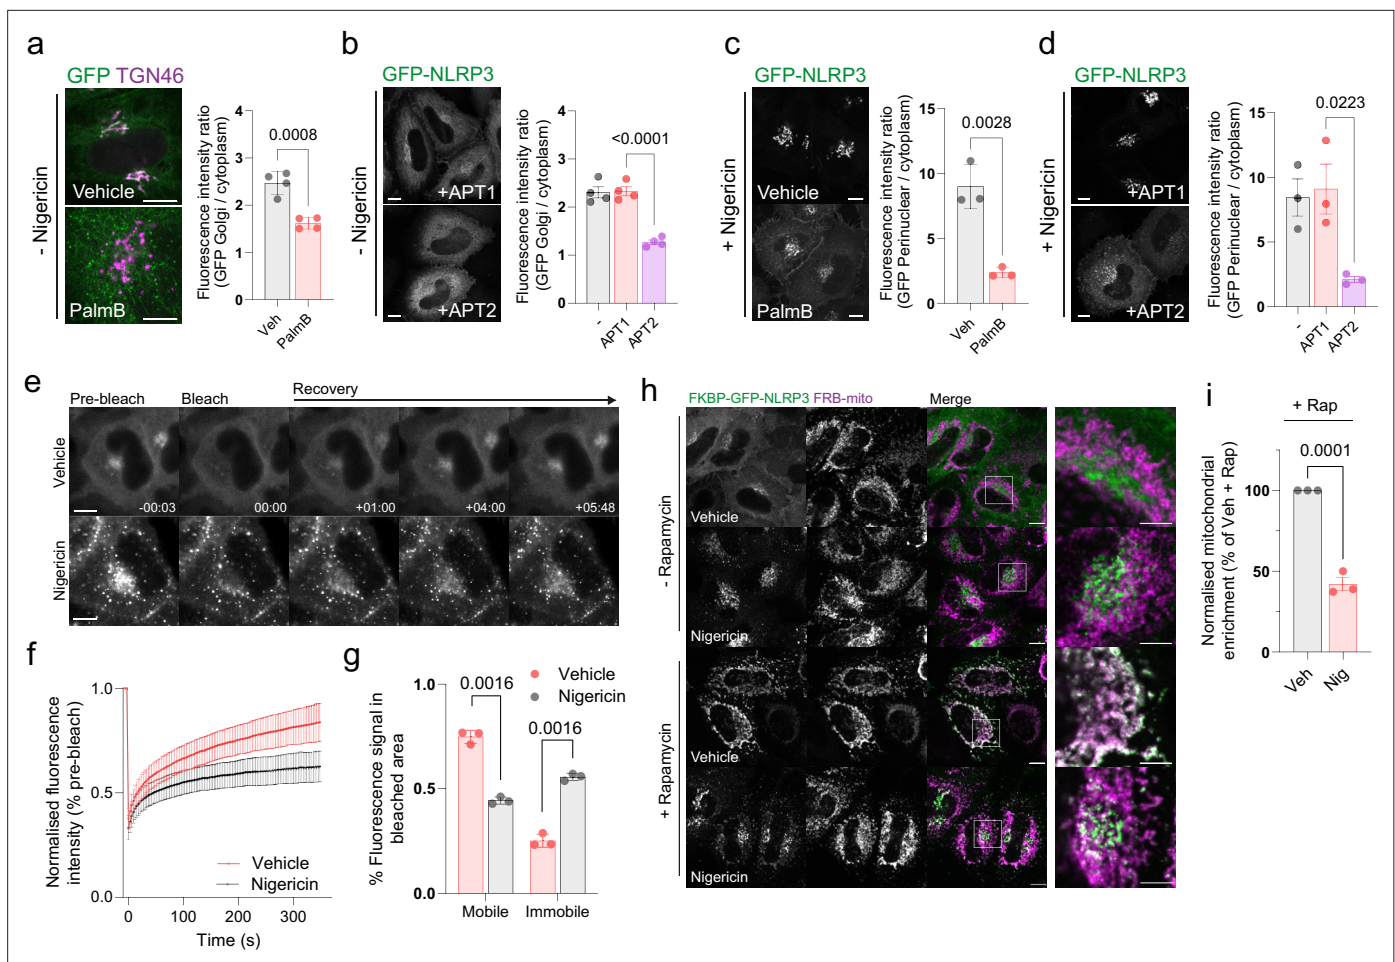 a
GFP TGN46
- Nigericin
Vehicle
PalmB
Fluorescence intensity ratio
(GFP Golgi / cytoplasm)
4
3
2
1
0
0.0008
Veh
PalmB
b
GFP-NLRP3
- Nigericin
+APT1
+APT2
Fluorescence intensity ratio
(GFP Golgi / cytoplasm)
4
3
2
1
0
<0.0001
-
APT1
APT2
c
GFP-NLRP3
+ Nigericin
Vehicle
PalmB
Fluorescence intensity ratio
(GFP Perinuclear / cytoplasm)
15
10
5
0
0.0028
Veh
PalmB
d
GFP-NLRP3
+ Nigericin
+APT1
+APT2
Fluorescence intensity ratio
(GFP Perinuclear / cytoplasm)
15
10
5
0
0.0223
-
APT1
APT2
e
Pre-bleach
Bleach
Recovery
Vehicle
-00:03
00:00
+01:00
+04:00
+05:48
Nigericin
f
Normalised fluorescence
intensity (% pre-bleach)
1.0
0.5
0.0
Vehicle
Nigericin
0
100
200
300
Time (s)
g
% Fluorescence signal in
bleached area
1.0
0.5
0.0
Vehicle
Nigericin
0.0016
0.0016
Mobile
Immobile
h
FKBP-GFP-NLRP3 FRB-mito
Merge
- Rapamycin
Vehicle
Nigericin
+ Rapamycin
Vehicle
Nigericin
i
+ Rap
0.0001
Normalised mitochondrial
enrichment (% of Veh + Rap)
100
50
0
Veh
Nig